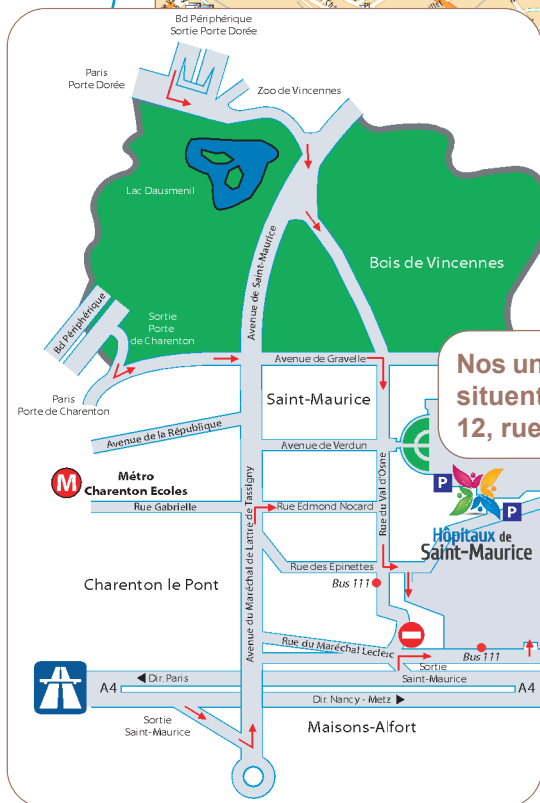 Bd Périphérique
Sortie Porte Dorée
Paris
Porte Dorée
Zoo de Vincennes
Lac Dausmenil
Bois de Vincennes
Avenue de Saint-Maurice
Bd Périphérique
Sortie
Porte
de Charenton
Paris
Porte de Charenton
Avenue de Gravelle
Nos un
situent
12, rue
Saint-Maurice
Avenue de la République
Avenue de Verdun
M
Métro
Charenton Ecoles
Rue Gabrielle
Avenue du Maréchal de Lattre de Tassigny
Rue Edmond Nocard
Rue du Val d'Osne
P
P
Hôpitaux de
Saint-Maurice
Rue des Epinettes
Bus 111
Charenton le Pont
Rue du Maréchal Leclerc
Bus 111
Sortie
Saint-Maurice
A4
Dir. Paris
A4
Dir. Nancy - Metz
Sortie
Saint-Maurice
Maisons-Alfort